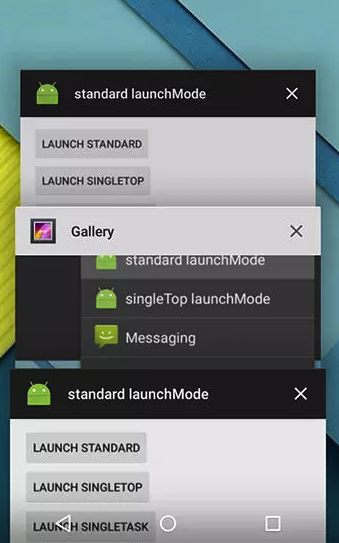 standard launchMode
LAUNCH STANDARD
LAUNCH SINGLETOP
Gallery
standard launchMode
singleTop launchMode
Messaging
standard launchMode
LAUNCH STANDARD
LAUNCH SINGLETOP
LAUNCH SINGLETASK